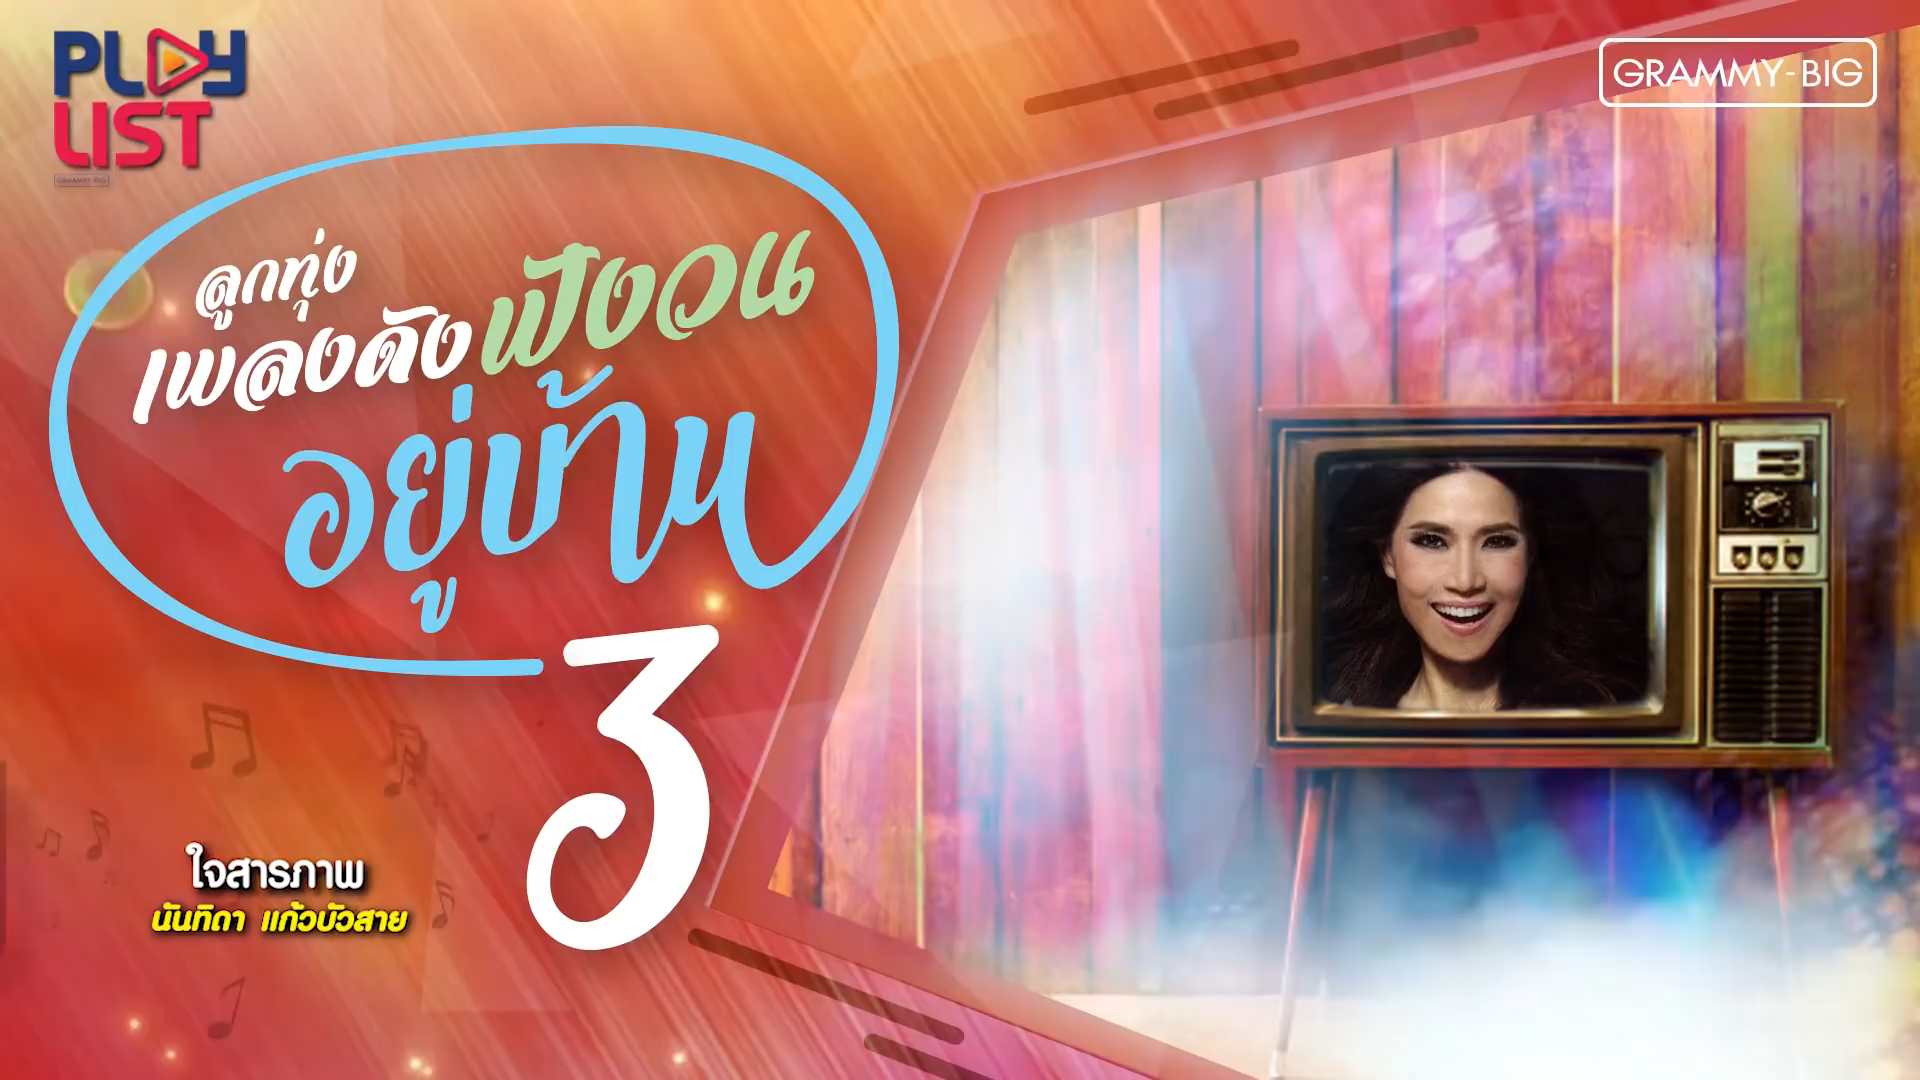 PLAY
LIST
GRAMMY-BIG
GRAMMY-BIG
ลูกทุ่ง
เพลงดังฟังวน
อยู่บ้าน
3
ใจสารภาพ
นันทิดา แก้วบัวสาย